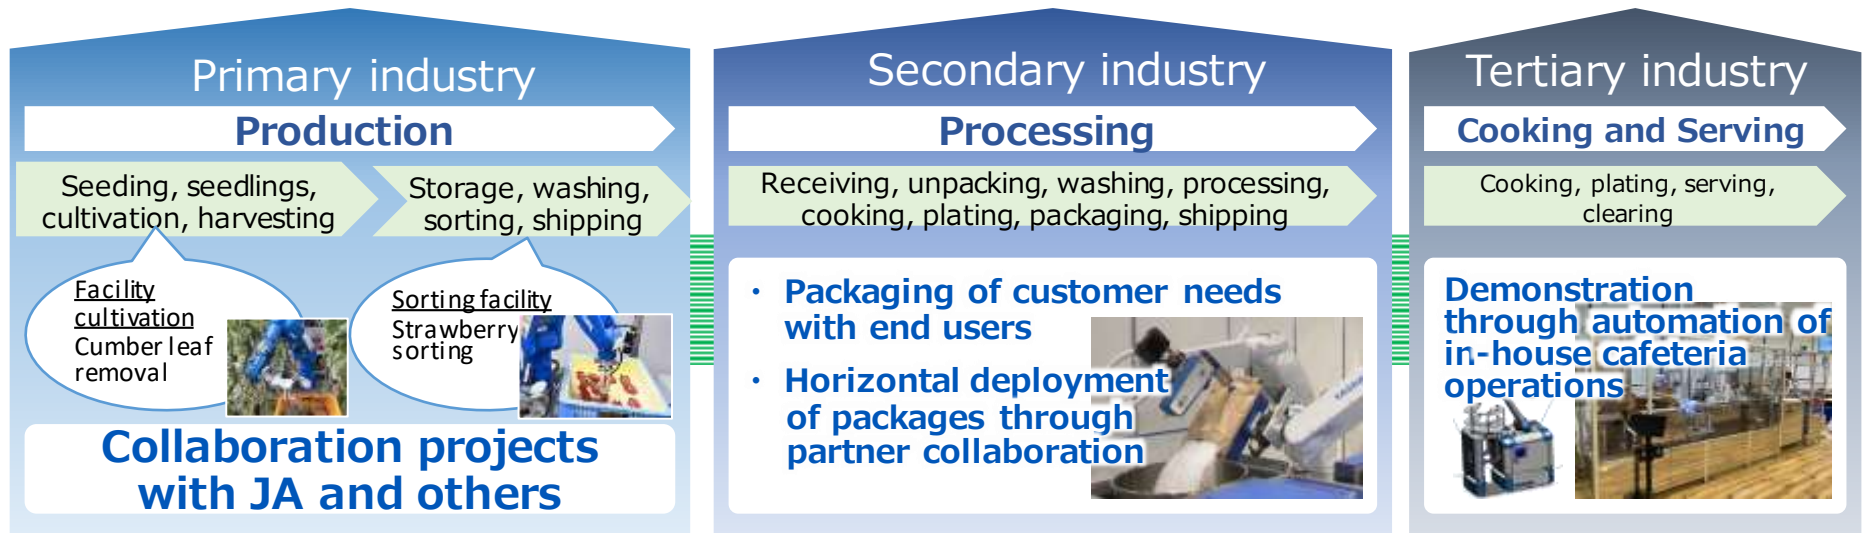 Primary industry
Production
Seeding, seedlings,
cultivation, harvesting
Storage, washing,
sorting, shipping
Facility
cultivation
Cumber leaf
removal
Sorting facility
Strawberry
sorting
Collaboration projects
with JA and others
Secondary industry
Processing
Receiving, unpacking, washing, processing,
cooking, plating, packaging, shipping
・ Packaging of customer needs
with end users
・ Horizontal deployment
of packages through
partner collaboration
Tertiary industry
Cooking and Serving
Cooking, plating, serving,
clearing
Demonstration
through automation of
in-house cafeteria
operations